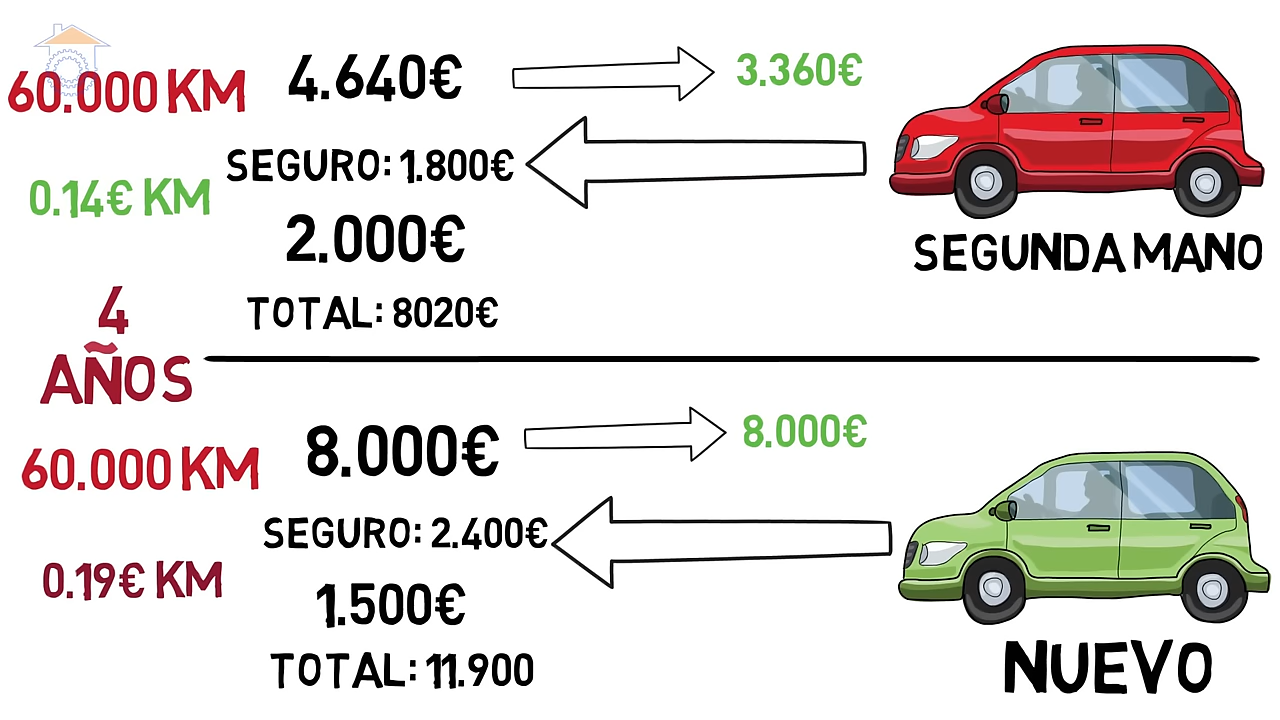 60.000 KM
4.640€
3.360€
SEGURO: 1.800€
0.14€ KM
2.000€
SEGUNDA MANO
TOTAL: 8020€
4
AÑOS
8.000€
8.000€
60.000 KM
SEGURO: 2.400€
0.19€ KM
1.500€
TOTAL: 11.900
NUEVO